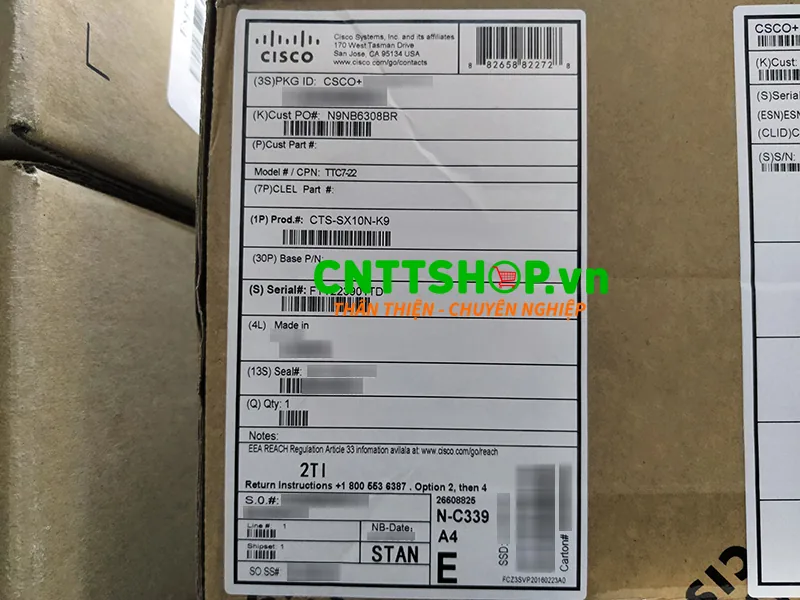 CISCO
Cisco Systems, Inc. and its affiliates
170 West Tasman Drive
San Jose, CA 95134 USA
www.cisco.com/go/contacts
8 82658 82272 8
(3S)PKG ID: CSCO+
(K)Cust PO#: N9NB6308BR
(P)Cust Part #:
Model # / CPN: TTC7-22
(7P)CLEL Part #:
(1P) Prod.#: CTS-SX10N-K9
(30P) Base P/N:
CNTTSHOP.vn
(S) Serial#:
THÂN THIỆN - CHUYÊN NGHIỆP
(4L) Made in
(13S) Seal#:
(Q) Qty: 1
Notes:
EEA REACH Regulation Article 33 infomation avilala at: www.cisco.com/go/reach
2TI
Return Instructions +1 800 553 6387 . Option 2, then 4
S.O.#:
26608825
N-C339
Line #: 1
NB-Date:
A4
Shipset: 1
STAN
E
SSD:
Carton#
SO.SS#
FCZ3SVP20160223A0
CSCO+
(K)Cust:
(S)Serial
(ESN)ESN
(CLID)C
(S)S/N:
CIS